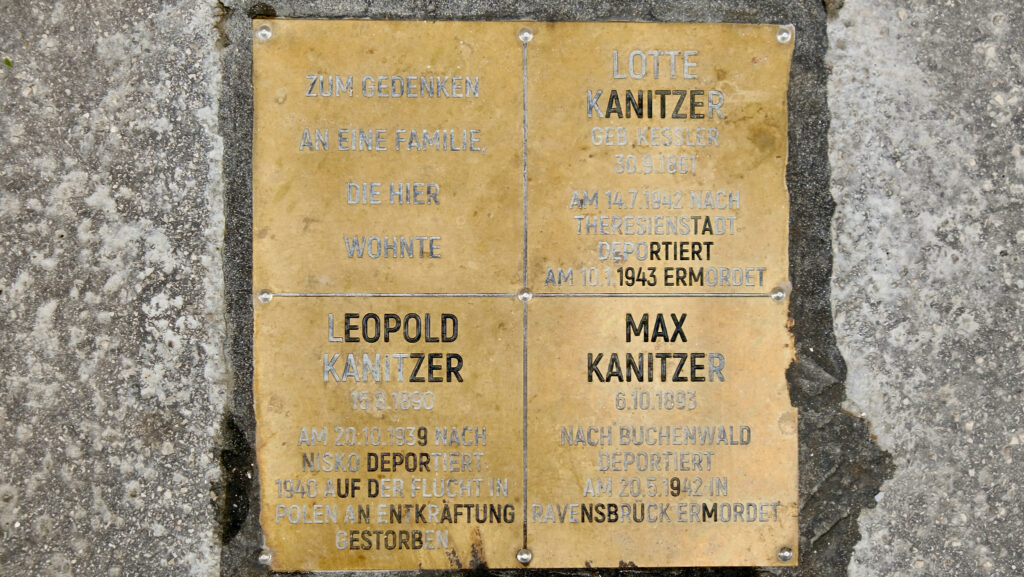 ZUM GEDENKEN
AN EINE FAMILIE,
DIE HIER
WOHNTE
LOTTE
KANITZER
GEB. KESSLER
30.9.1861
AM 14.7.1942 NACH
THERESIENSTADT
DEPORTIERT
AM 10.1.1943 ERMORDET
LEOPOLD
KANITZER
AM 20.10.1939 NACH
NISKO DEPORTIERT
1940 AUF DER FLUCHT IN
POLEN AN ENTKRÄFTUNG
GESTORBEN
MAX
KANITZER
6.10.1893
NACH BUCHENWALD
DEPORTIERT
AM 20.5.1942 IN
RAVENSBRÜCK ERMORDET